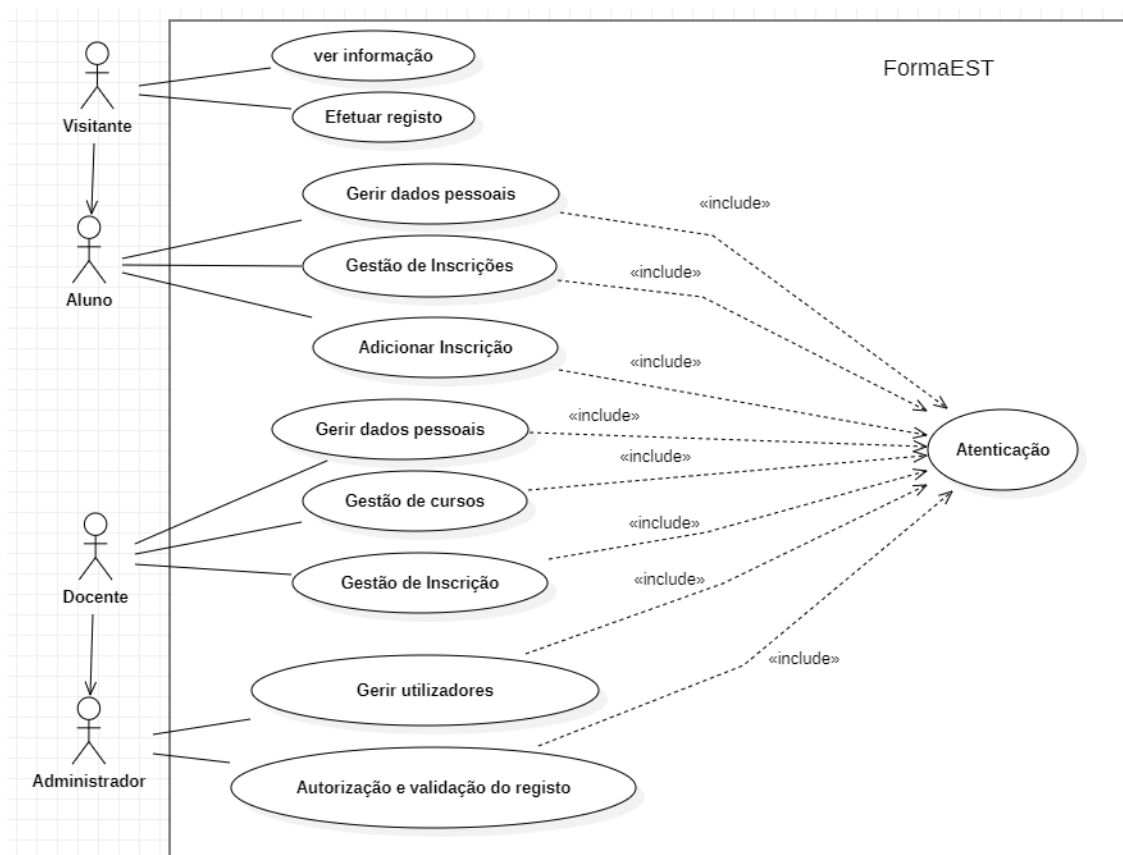 FormaEST
ver informação
Efetuar registo
Visitante
Gerir dados pessoais
«include»
Gestão de Inscrições
«include»
Aluno
Adicionar Inscrição
«include»
Gerir dados pessoais
«include»
Atenticação
Gestão de cursos
«include»
Gestão de Inscrição
«include»
Docente
«include»
Gerir utilizadores
«include»
Administrador
Autorização e validação do registo